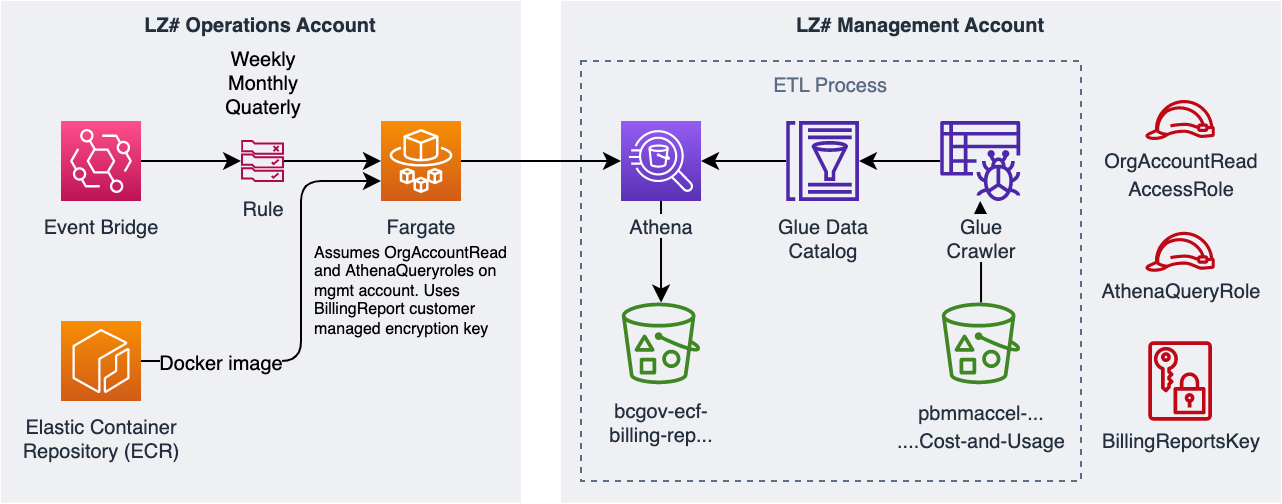 LZ# Operations Account
Weekly
Monthly
Quaterly
Event Bridge
Rule
Fargate
Assumes OrgAccountRead
and AthenaQueryroles on
mgmt account. Uses
BillingReport customer
managed encryption key
Docker image
Elastic Container
Repository (ECR)
LZ# Management Account
ETL Process
Athena
Glue Data
Catalog
Glue
Crawler
bcgov-ecf-
billing-rep...
pbmmaccel-...
....Cost-and-Usage
OrgAccountRead
AccessRole
AthenaQueryRole
BillingReportsKey